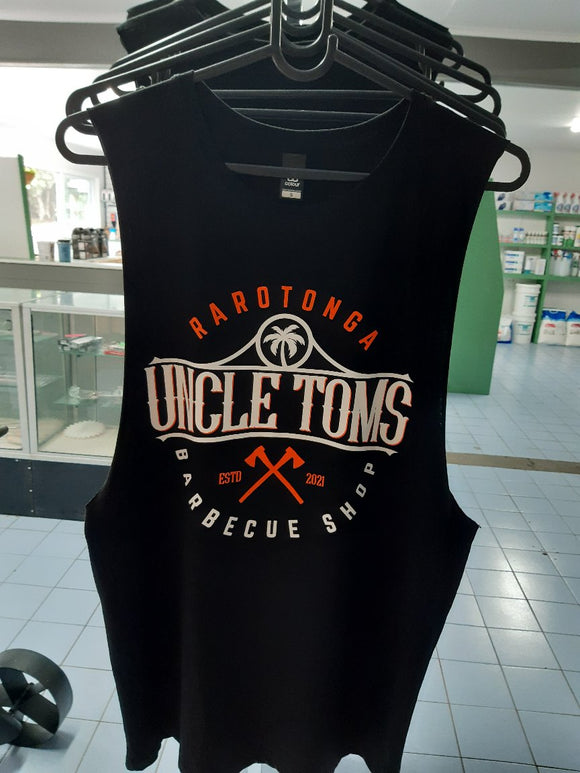 RAROTONGA
UNCLE TOMS
ESTD 2021
BARBECUE SHOP